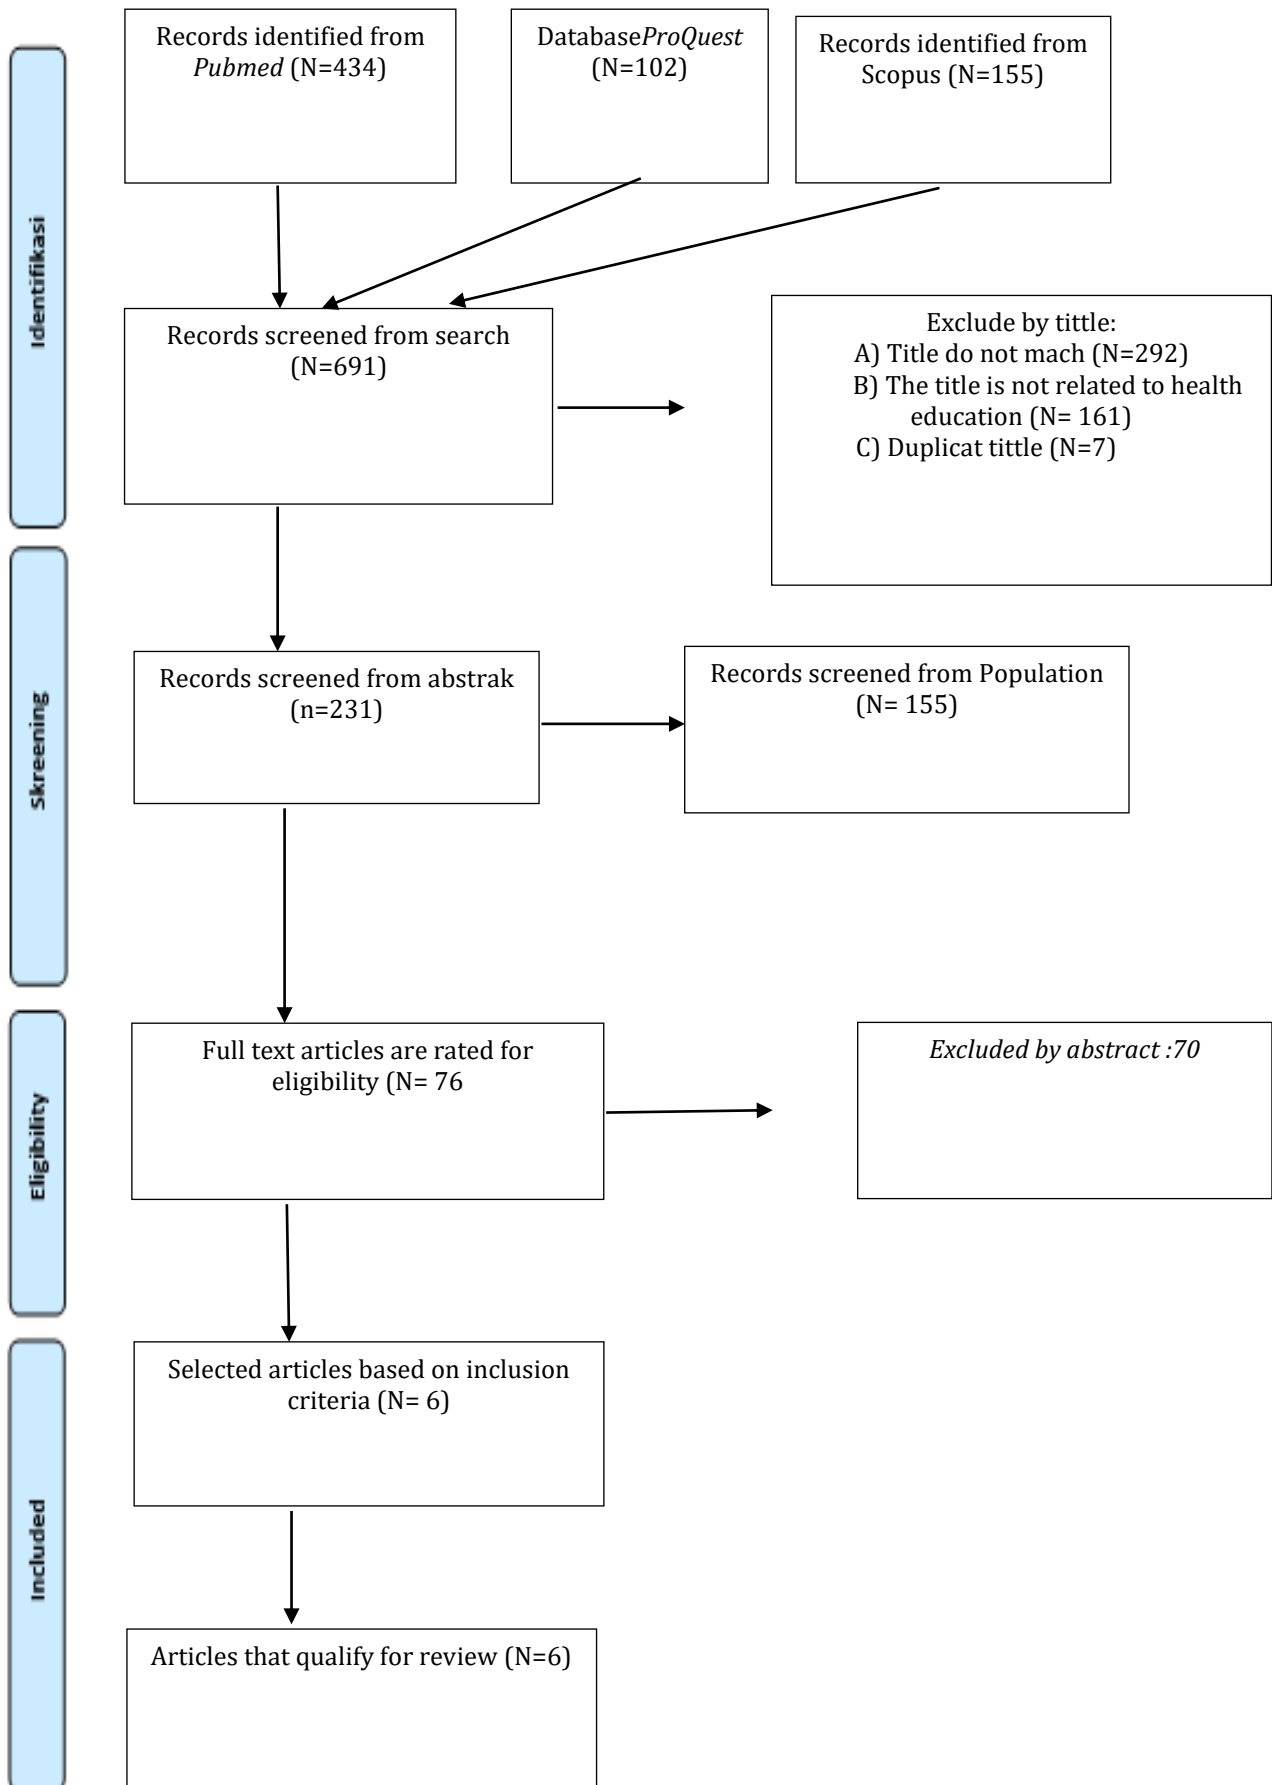 Records identified from
Pubmed (N=434)
DatabaseProQuest
(N=102)
Records identified from
Scopus (N=155)
Identifikasi
Records screened from search
(N=691)
Exclude by tittle:
A) Title do not mach (N=292)
B) The title is not related to health
education (N= 161)
C) Duplicat tittle (N=7)
Skreening
Records screened from abstrak
(n=231)
Records screened from Population
(N= 155)
Eligibility
Full text articles are rated for
eligibility (N= 76
Excluded by abstract :70
Included
Selected articles based on inclusion
criteria (N= 6)
Articles that qualify for review (N=6)